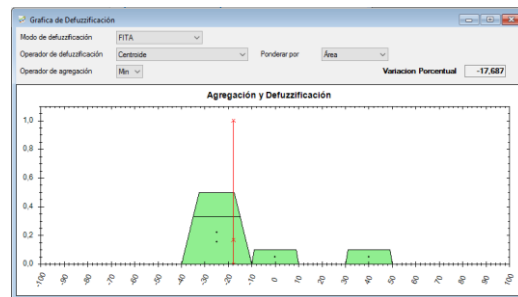 Grafica de Defuzzificación
Modo de defuzzificación FITA
Operador de defuzzificación Centroide Ponderar por Área
Operador de agregación Min Variacion Porcentual -17,687
Agregación y Defuzzificación
1,0
0,8
0,6
0,4
0,2
0,0
-100 -90 -80 -70 -60 -50 -40 -30 -20 -10 0 10 20 30 40 50 60 70 80 90 100